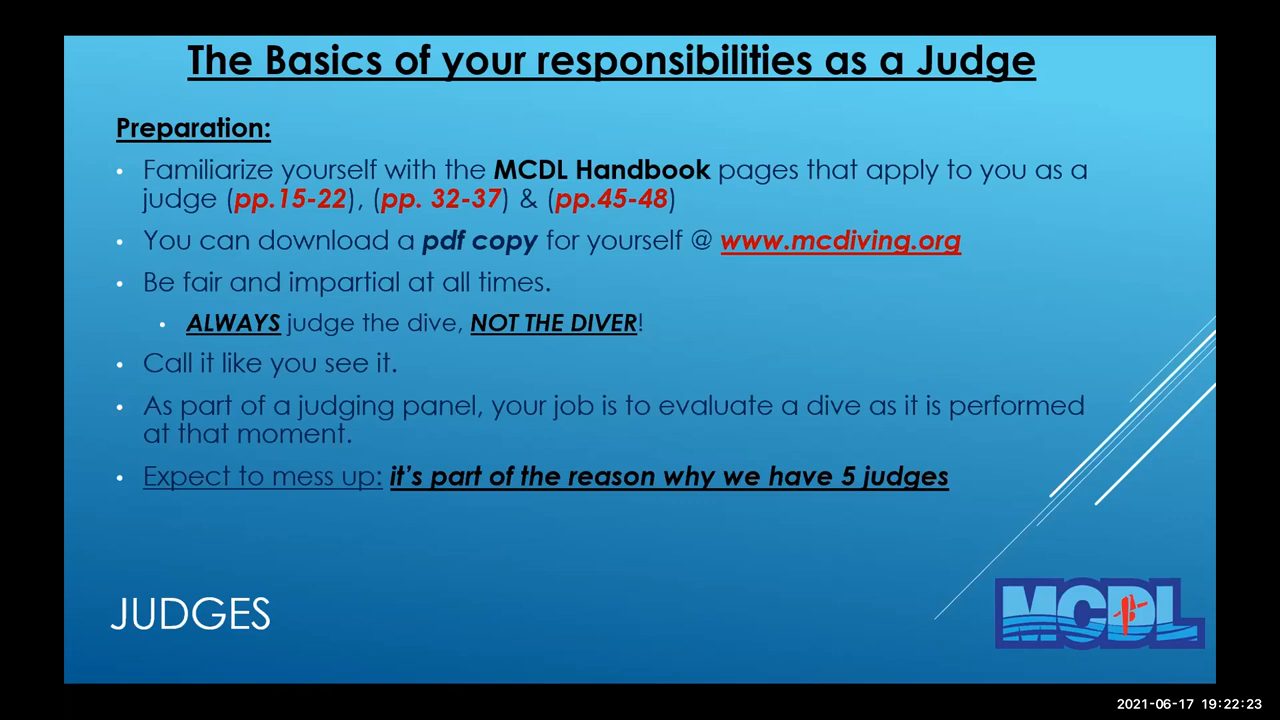 The Basics of your responsibilities as a Judge
Preparation:
• Familiarize yourself with the MCDL Handbook pages that apply to you as a
judge (pp.15-22), (pp. 32-37) & (pp.45-48)
• You can download a pdf copy for yourself @ www.mcdiving.org
• Be fair and impartial at all times.
• ALWAYS judge the dive, NOT THE DIVER!
• Call it like you see it.
• As part of a judging panel, your job is to evaluate a dive as it is performed
at that moment.
• Expect to mess up: it's part of the reason why we have 5 judges
JUDGES
MCDL
2021-06-17 19:22:23